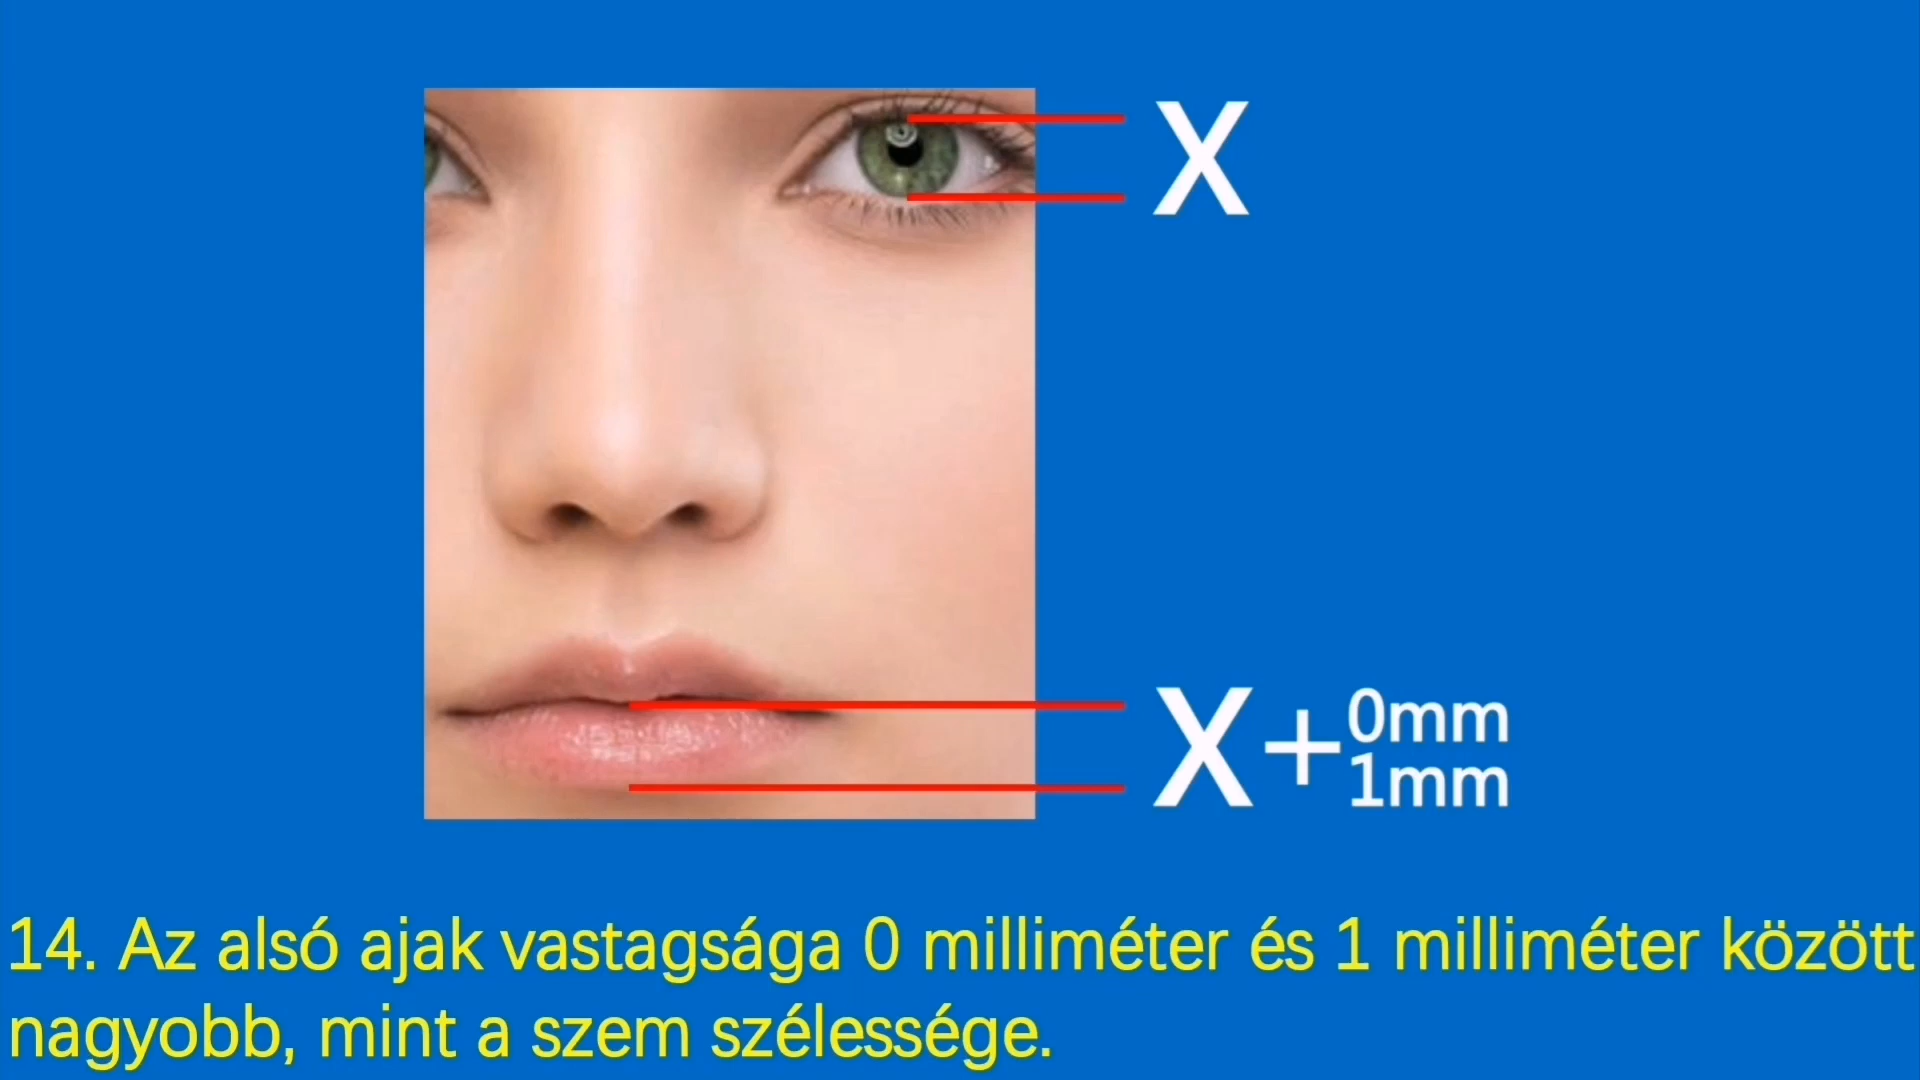 X
X+0mm
1mm
14. Az alsó ajak vastagsága 0 milliméter és 1 milliméter között
nagyobb, mint a szem szélessége.